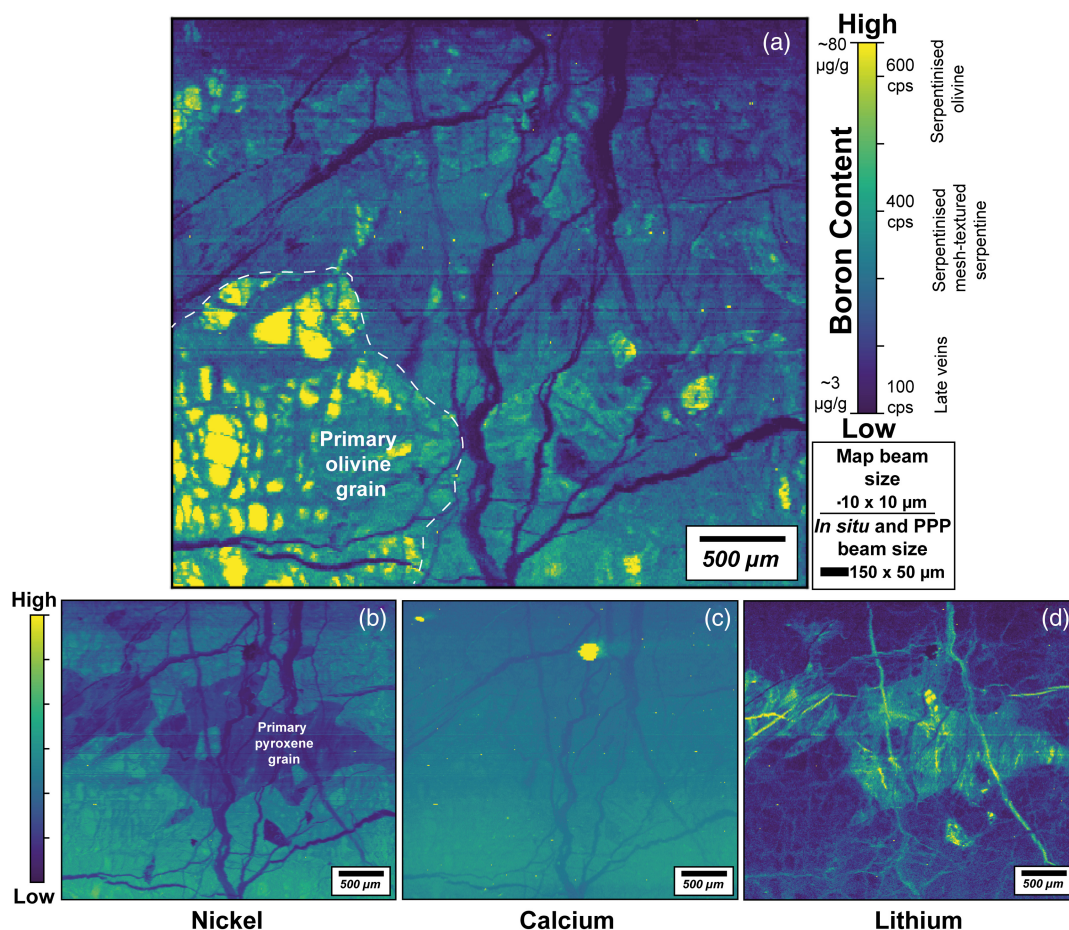 (a)
Primary
olivine
grain
500 µm
High
~80
µg/g
600
cps
Serpentinised
olivine
Boron Content
400
cps
Serpentinised
mesh-textured
serpentine
~3
µg/g
100
cps
Late veins
Low
Map beam
size
10 x 10 µm
In situ and PPP
beam size
150 x 50 µm
High
Low
(b)
Primary
pyroxene
grain
500 µm
Nickel
(c)
500 µm
Calcium
(d)
500 µm
Lithium